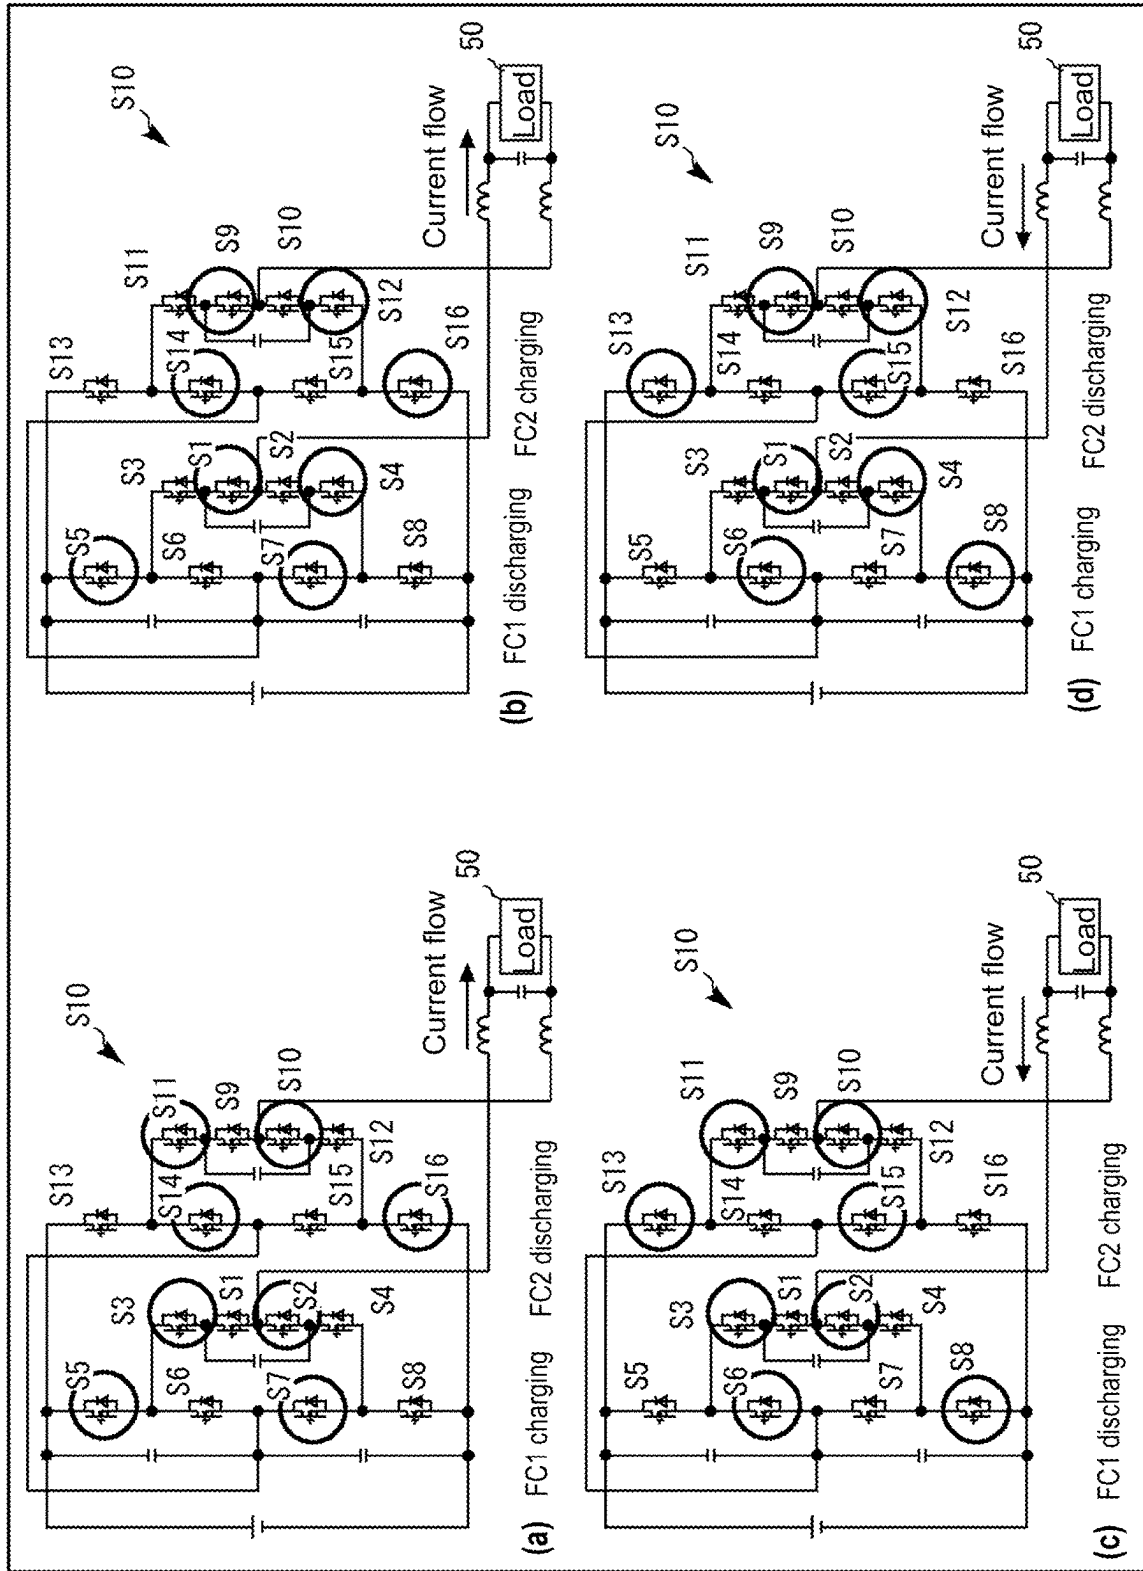 (a) FC1 charging FC2 discharging
S10
S5
S6
S7
S8
S3
S1
S2
S4
S13
S14
S15
S16
S11
S9
S10
S12
Current flow
Load
50
(b) FC1 discharging FC2 charging
S10
S5
S6
S7
S8
S3
S1
S2
S4
S13
S14
S15
S16
S11
S9
S10
S12
Current flow
Load
50
(c) FC1 discharging FC2 charging
S10
S5
S6
S7
S8
S3
S1
S2
S4
S13
S14
S15
S16
S11
S9
S10
S12
Current flow
Load
50
(d) FC1 charging FC2 discharging
S10
S5
S6
S7
S8
S3
S1
S2
S4
S13
S14
S15
S16
S11
S9
S10
S12
Current flow
Load
50